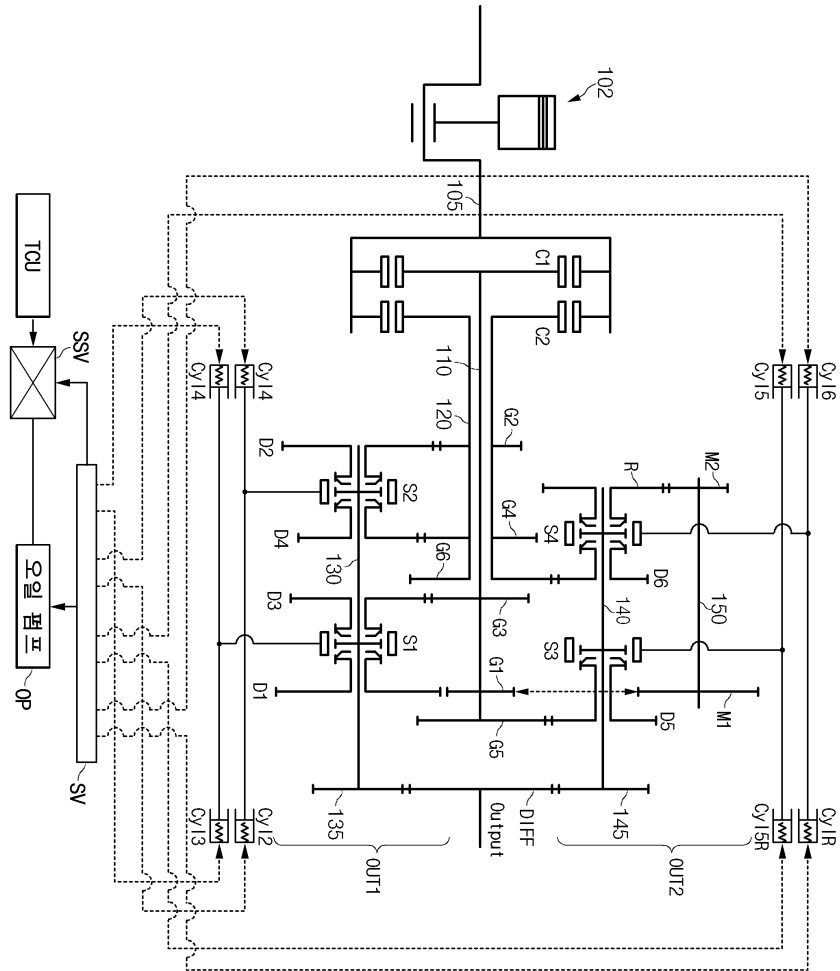 Cyl6
CylR
Cyl5
Cyl5R
M2
150
M1
OUT2
D6
D5
R
145
140
102
S4
S3
C1
C2
DIFF
G2
G4
G3
G1
G5
Output
105
110
120
G6
S2
S1
130
135
OUT1
D2
D4
D3
D1
Cyl4
Cyl2
Cyl4
Cyl3
SSV
SV
TCU
오일 펌프
OP